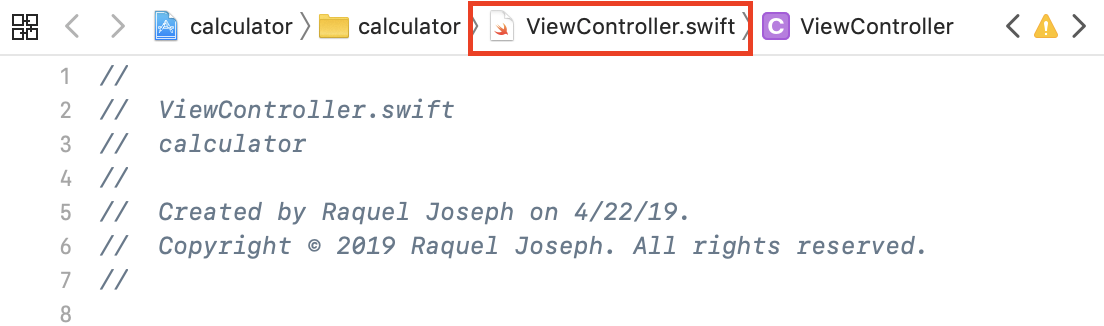 calculator calculator ViewController.swift C ViewController
1 //
2 // ViewController.swift
3 // calculator
4 //
5 // Created by Raquel Joseph on 4/22/19.
6 // Copyright © 2019 Raquel Joseph. All rights reserved.
7 //
8